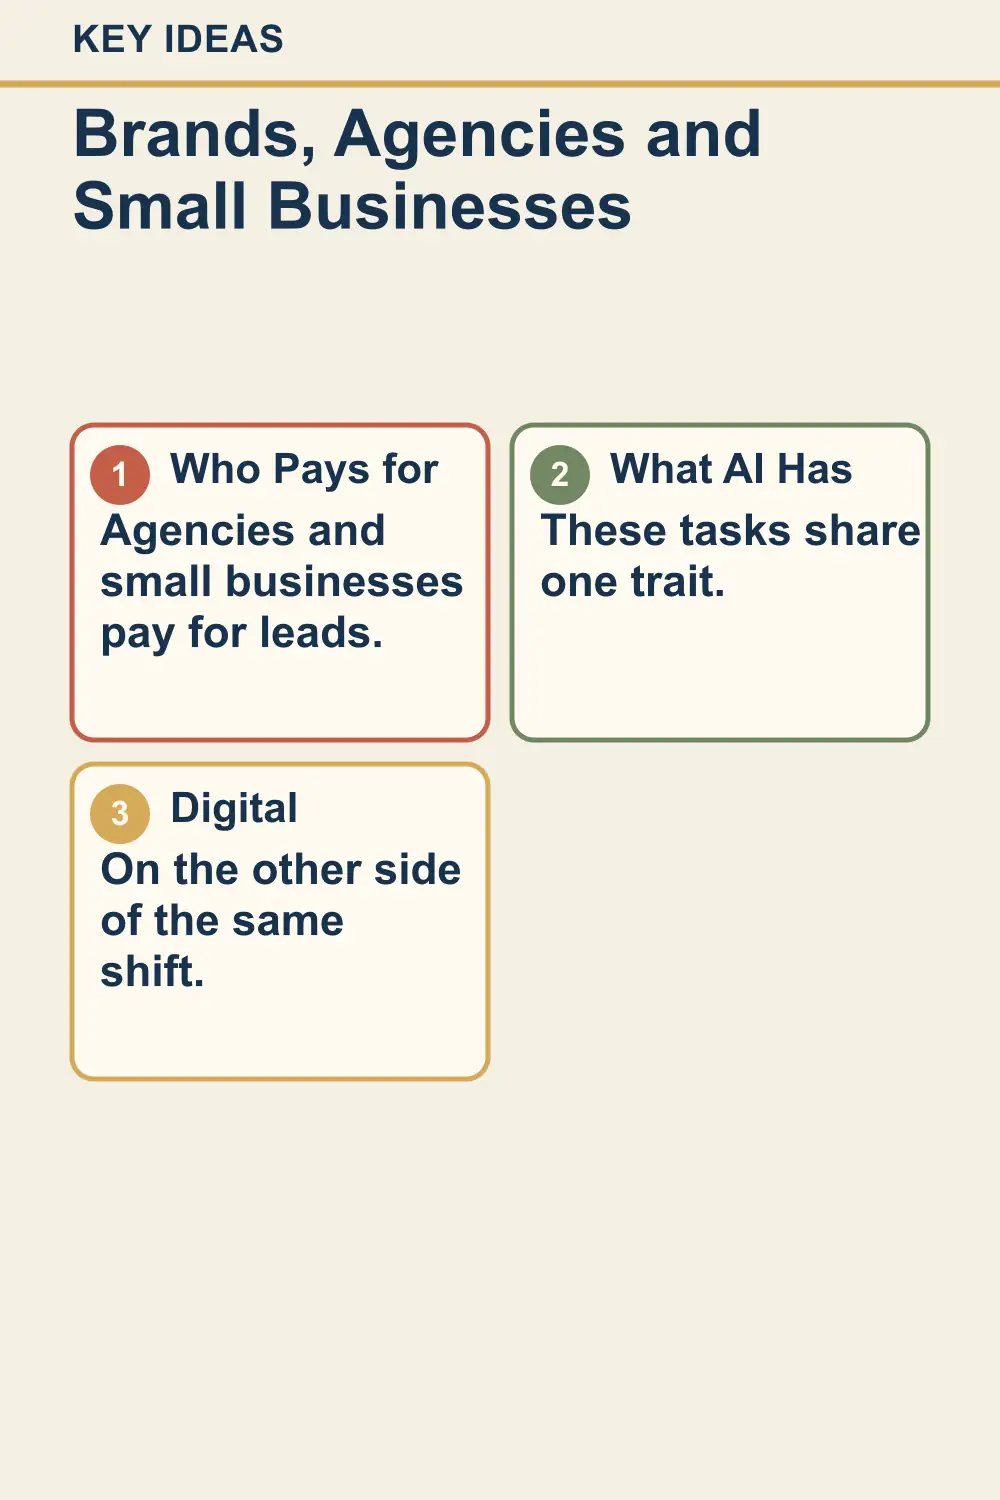 KEY IDEAS
Brands, Agencies and
Small Businesses
1 Who Pays for
Agencies and
small businesses
pay for leads.
2 What AI Has
These tasks share
one trait.
3 Digital
On the other side
of the same
shift.